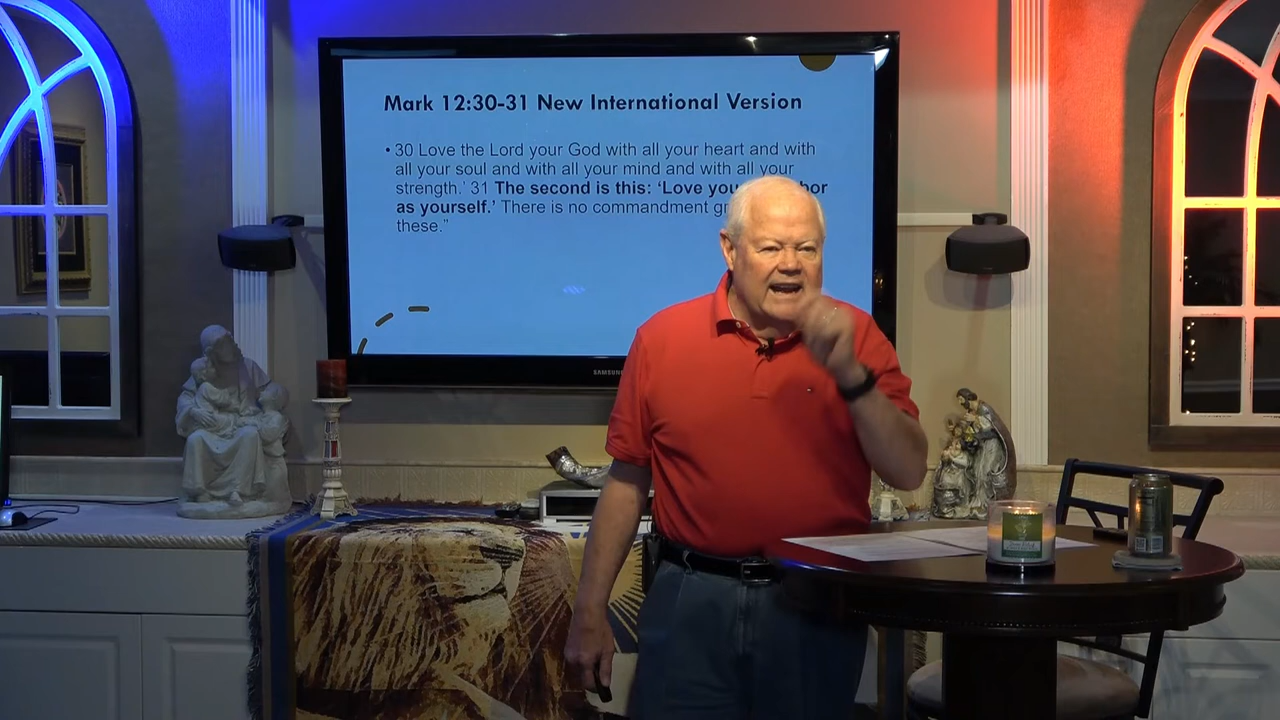 Mark 12:30-31 New International Version
• 30 Love the Lord your God with all your heart and with
all your soul and with all your mind and with all your
strength.' 31 The second is this: ‘Love
as yourself.’ There is no commandment
these.”
SAMSUNG